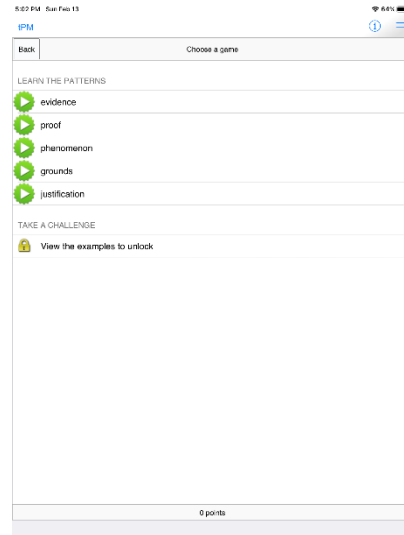 5:02 PM Sun Feb 13 64%
tPM
Back Choose a game
LEARN THE PATTERNS
evidence
proof
phenomenon
grounds
justification
TAKE A CHALLENGE
View the examples to unlock
0 points